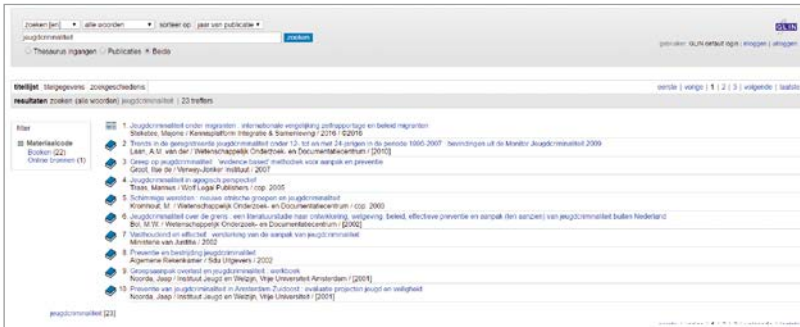 zoeken [en] alle woorden sorteer op jaar van publicatie
jeugdcriminaliteit zoeken
Thesaurus ingangen Publicaties Beide
GLIN
gebruiker: GLIN default login | inloggen | uitloggen
titellijst titelgegevens zoekgeschiedenis
eerste | vorige | 1 | 2 | 3 | volgende | laatste
resultaten zoeken (alle woorden) jeugdcriminaliteit | 23 treffers
filter
Materiaalcode
Boeken (22)
Online bronnen (1)
1. Jeugdcriminaliteit onder migranten : internationale vergelijking zelfrapportage en beleid migranten
Steketee, Majone / Kennisplatform Integratie & Samenleving / 2016 / ©2016
2. Trends in de geregistreerde jeugdcriminaliteit onder 12- tot en met 24-jarigen in de periode 1996-2007 : bevindingen uit de Monitor Jeugdcriminaliteit 2009
Laan, A.M. van der / Wetenschappelijk Onderzoek- en Documentatiecentrum / [2010]
3. Greep op jeugdcriminaliteit : 'evidence-based' methodiek voor aanpak en preventie
Groot, Ilse de / Verwey-Jonker Instituut / 2007
4. Jeugdcriminaliteit in agogisch perspectief
Traas, Marinus / Wolf Legal Publishers / cop. 2005
5. Schimmige werelden : nieuwe etnische groepen en jeugdcriminaliteit
Kromhout, M. / Wetenschappelijk Onderzoek- en Documentatiecentrum / cop. 2003
6. Jeugdcriminaliteit over de grens : een literatuurstudie naar ontwikkeling, wetgeving, beleid, effectieve preventie en aanpak (ten aanzien) van jeugdcriminaliteit buiten Nederland
Bol, M.W. / Wetenschappelijk Onderzoek- en Documentatiecentrum / [2002]
7. Vasthoudend en effectief : versterking van de aanpak van jeugdcriminaliteit
Ministerie van Justitie / 2002
8. Preventie en bestrijding jeugdcriminaliteit
Algemene Rekenkamer / Sdu Uitgevers / 2002
9. Groepsaanpak overlast en jeugdcriminaliteit : werkboek
Noorda, Jaap / Instituut Jeugd en Welzijn, Vrije Universiteit Amsterdam / [2001]
10. Preventie van jeugdcriminaliteit in Amsterdam-Zuidoost : evaluatie projecten jeugd en veiligheid
Noorda, Jaap / Instituut Jeugd en Welzijn, Vrije Universiteit / [2001]
jeugdcriminaliteit [23]